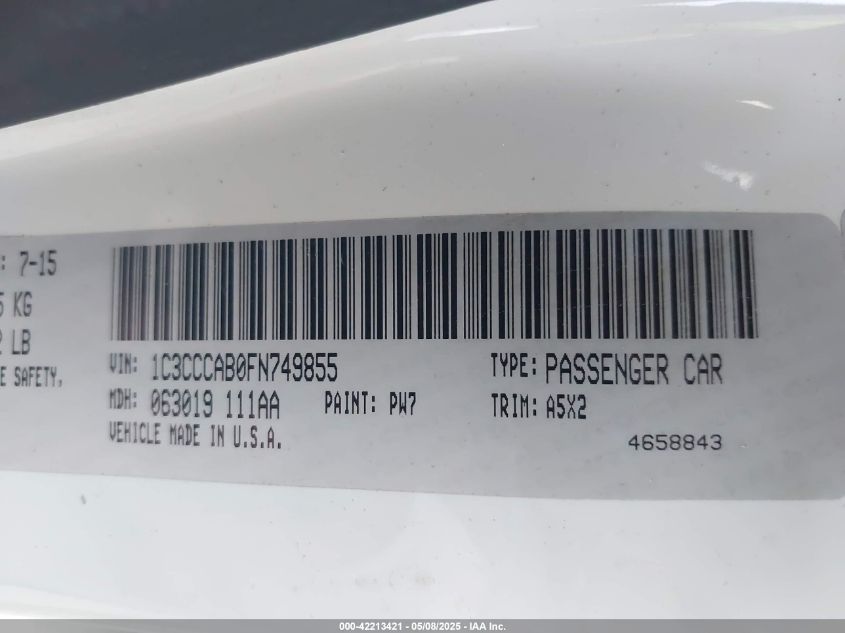 : 7-15
5 KG
2 LB
E SAFETY,
VIN: 1C3CCCAB0FN749855 TYPE: PASSENGER CAR
MDH: 063019 111AA PAINT: PW7 TRIM: A5X2
VEHICLE MADE IN U.S.A. 4658843
000-42213421 - 05/08/2025 - IAA Inc.